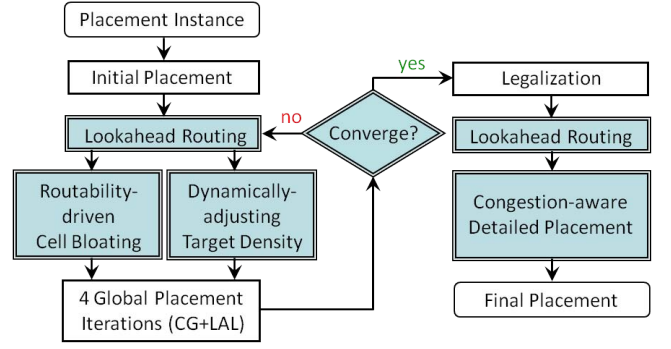 Placement Instance
Initial Placement
Lookahead Routing
Routability-
driven
Cell Bloating
Dynamically-
adjusting
Target Density
4 Global Placement
Iterations (CG+LAL)
no
Converge?
yes
Legalization
Lookahead Routing
Congestion-aware
Detailed Placement
Final Placement